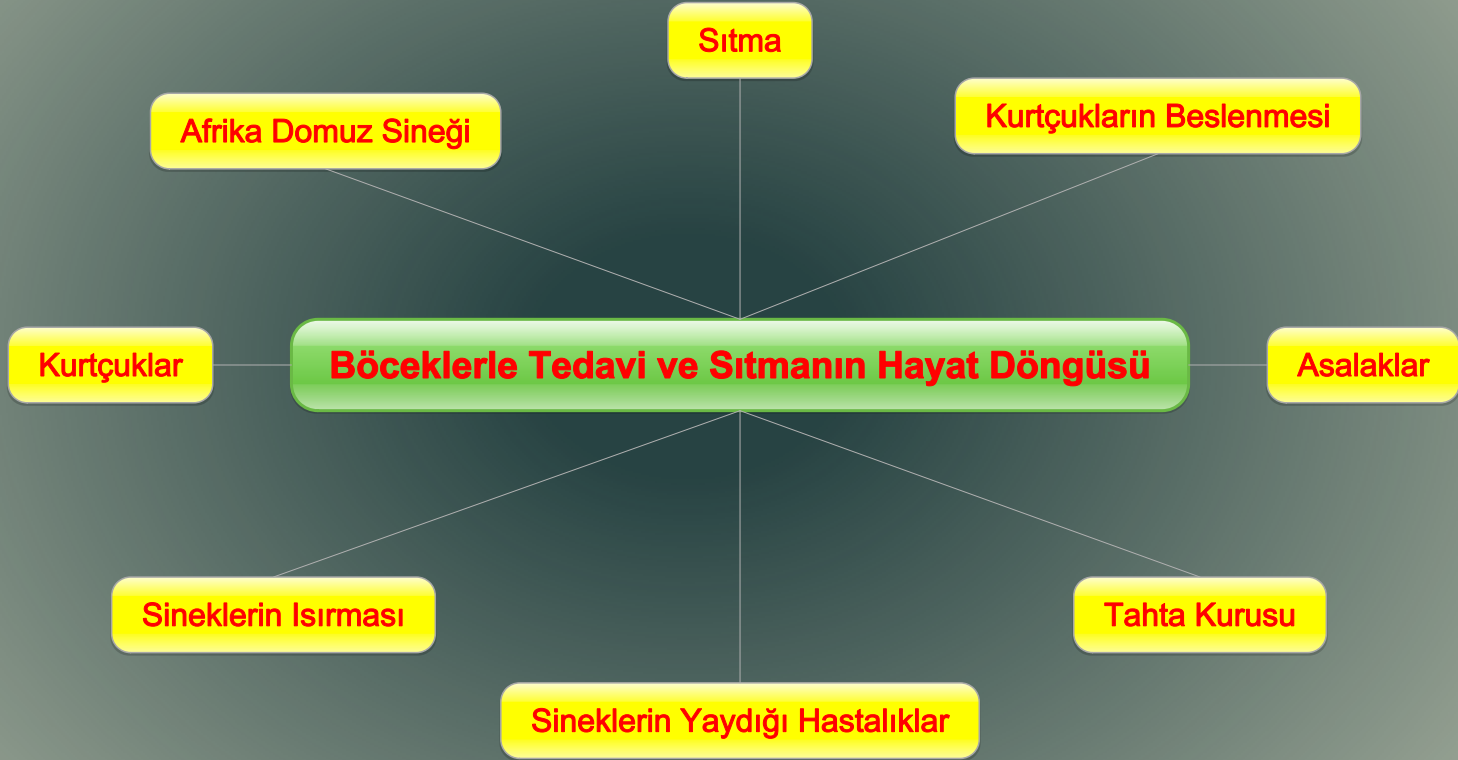 Sıtma
Afrika Domuz Sineği
Kurtçukların Beslenmesi
Kurtçuklar
Böceklerle Tedavi ve Sıtmanın Hayat Döngüsü
Asalaklar
Sineklerin Isırması
Tahta Kurusu
Sineklerin Yaydığı Hastalıklar